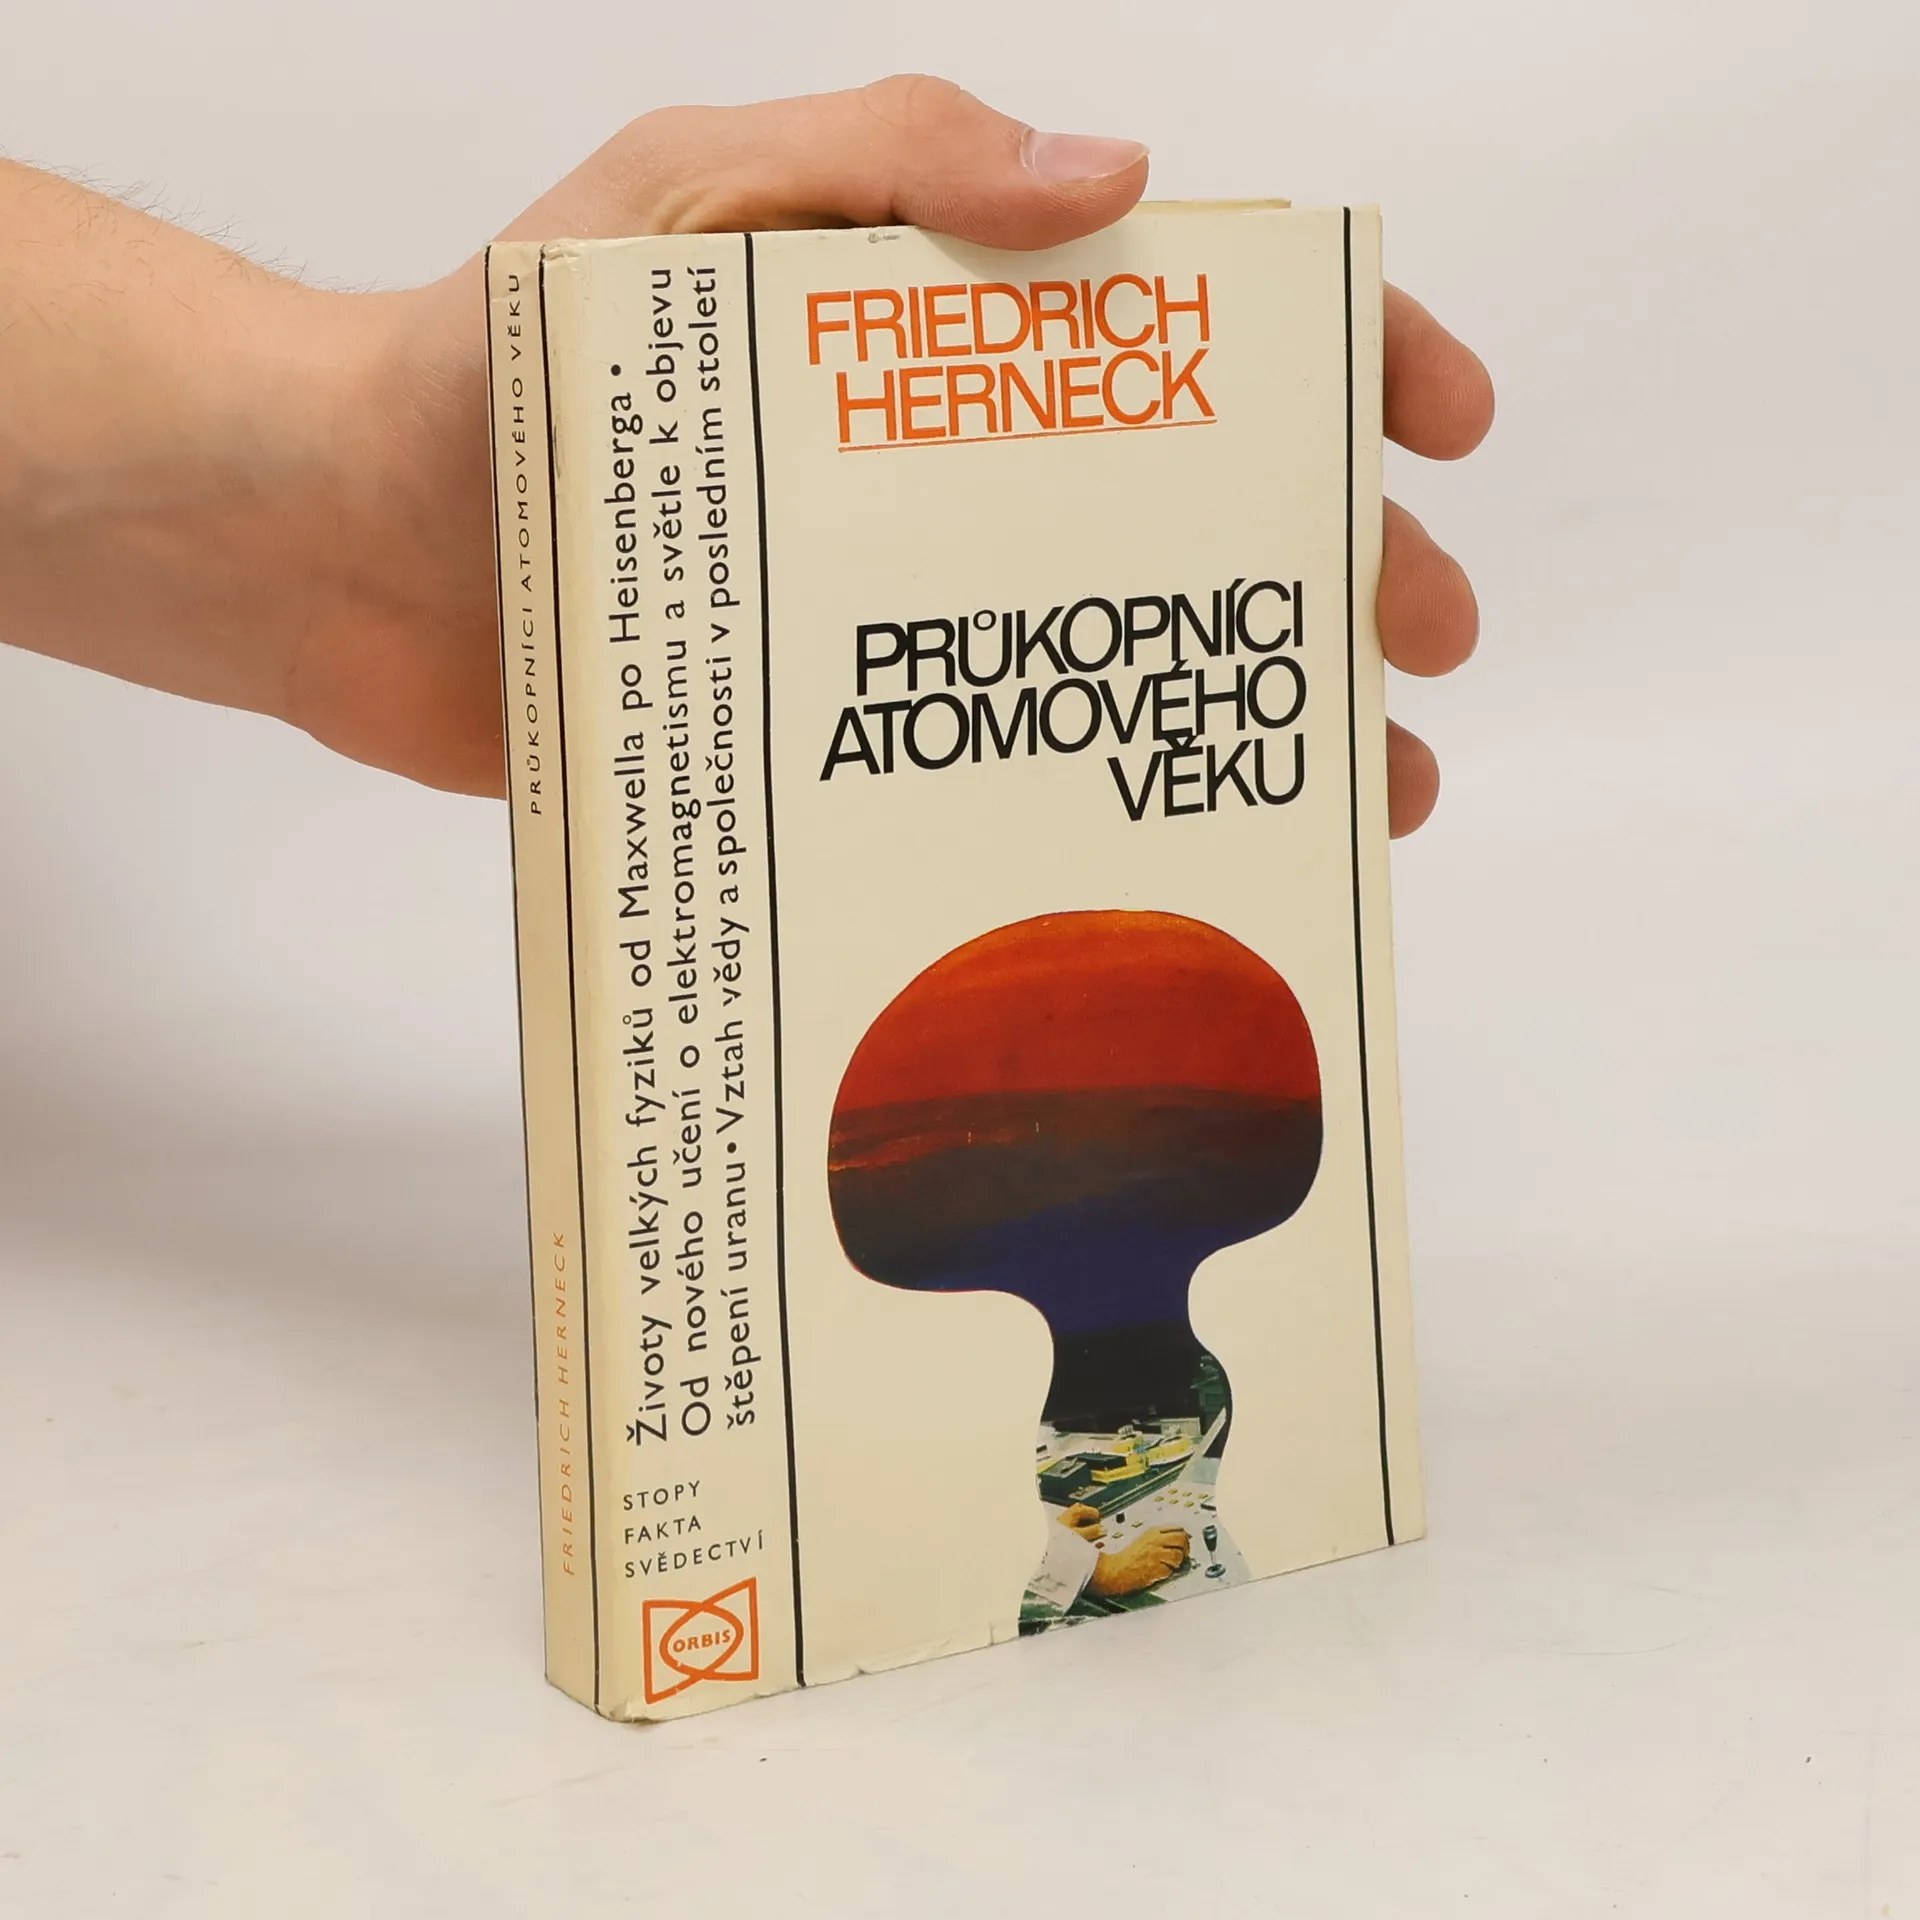 PRŮKOPNÍCI ATOMOVÉHO VĚKU
FRIEDRICH HERNECK
Životy velkých fyziků od Maxwella po Heisenberga •
Od nového učení o elektromagnetismu a světle k objevu
štěpení uranu • Vztah vědy a společnosti v posledním století
STOPY
FAKTA
SVĚDECTVÍ
ORBIS
FRIEDRICH
HERNECK
PRŮKOPNÍCI
ATOMOVÉHO
VĚKU